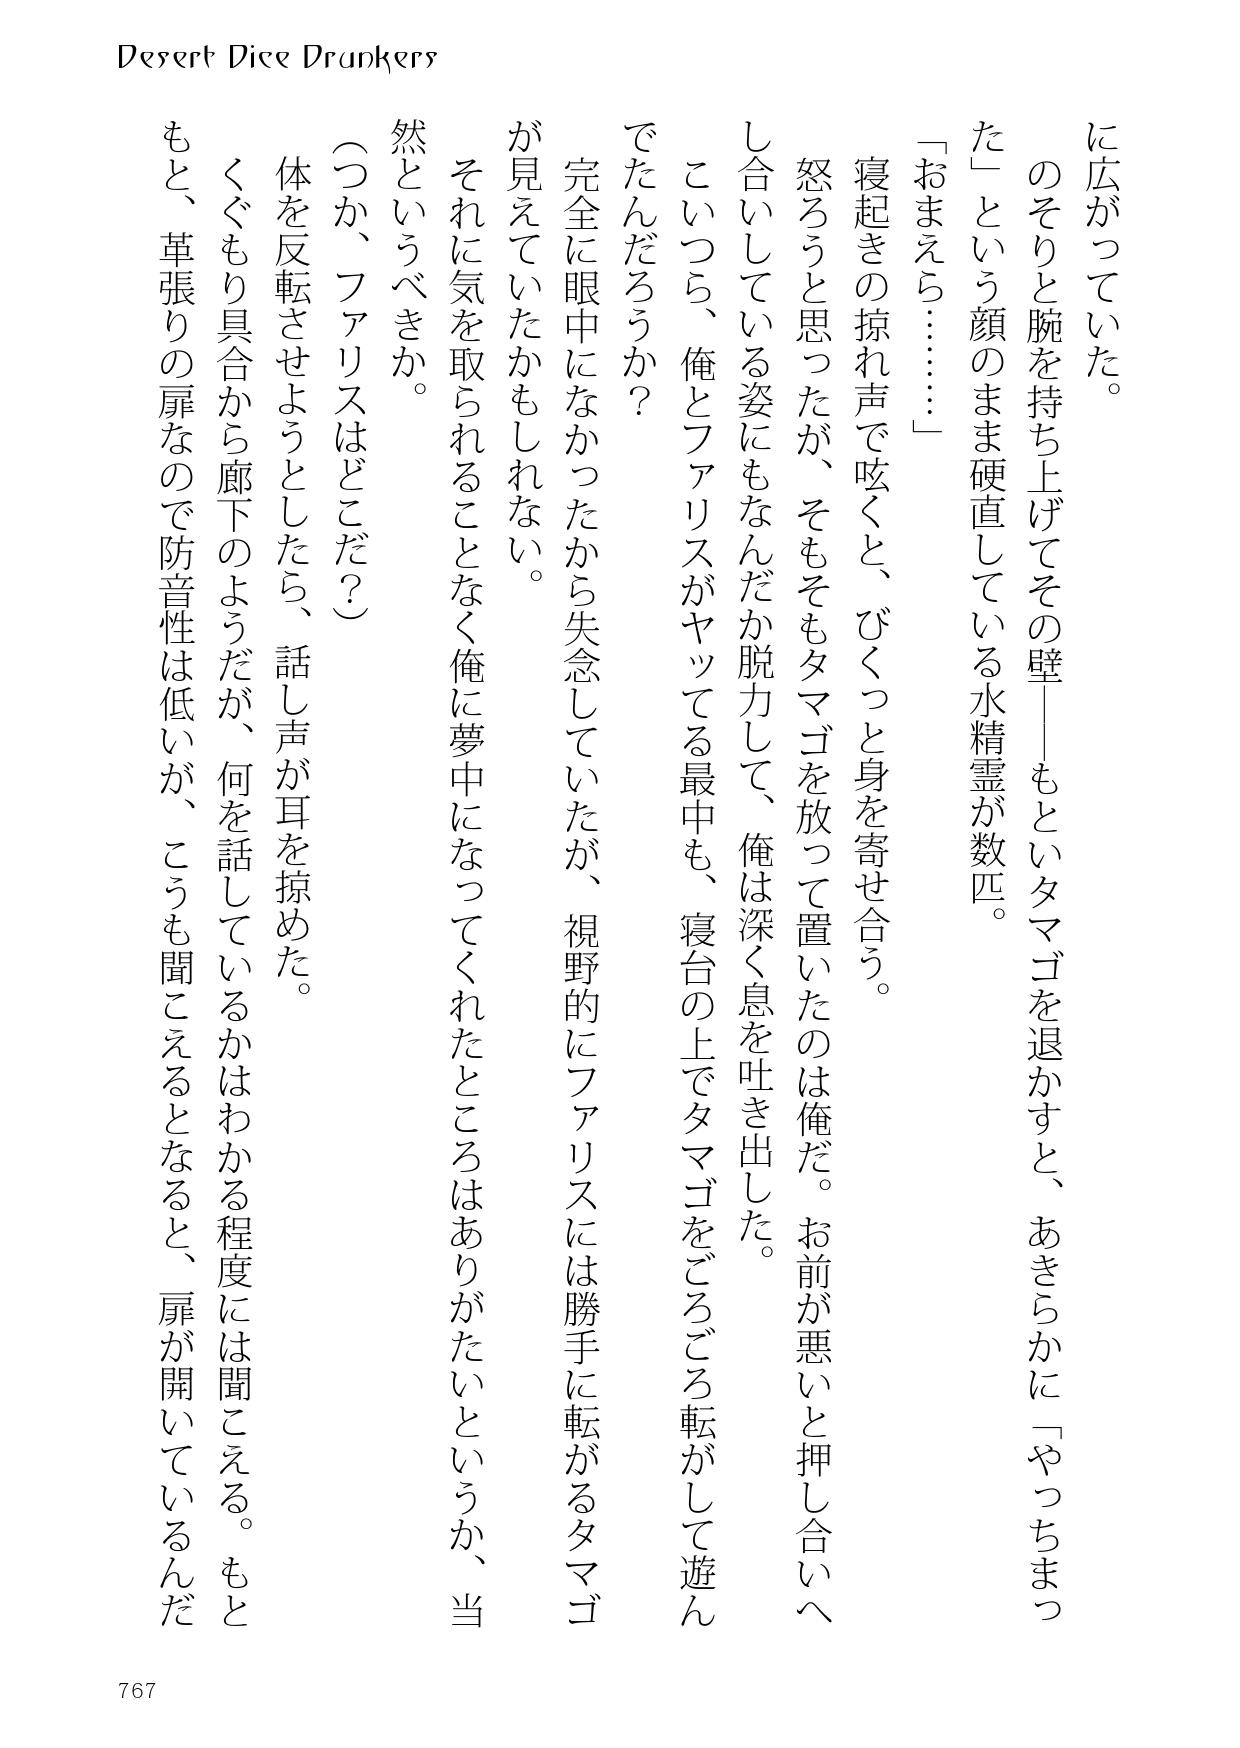 Desert Dice Drunkers
に広がっていた。
のそりと腕を持ち上げてその壁――もといタマゴを退かすと、あきらかに「やっちまっ
た」という顔のまま硬直している水精霊が数匹。
「おまえら………」
寝起きの掠れ声で呟くと、びくっと身を寄せ合う。
怒ろうと思ったが、そもそもタマゴを放って置いたのは俺だ。お前が悪いと押し合いへ
し合いしている姿にもなんだか脱力して、俺は深く息を吐き出した。
こいつら、俺とファリスがヤッてる最中も、寝台の上でタマゴをごろごろ転がして遊ん
でたんだろうか？
完全に眼中になかったから失念していたが、視野的にファリスには勝手に転がるタマゴ
が見えていたかもしれない。
それに気を取られることなく俺に夢中になってくれたところはありがたいというか、当
然というべきか。
（つか、ファリスはどこだ？）
体を反転させようとしたら、話し声が耳を掠めた。
くぐもり具合から廊下のようだが、何を話しているかはわかる程度には聞こえる。もと
もと、革張りの扉なので防音性は低いが、こうも聞こえるとなると、扉が開いているんだ
767